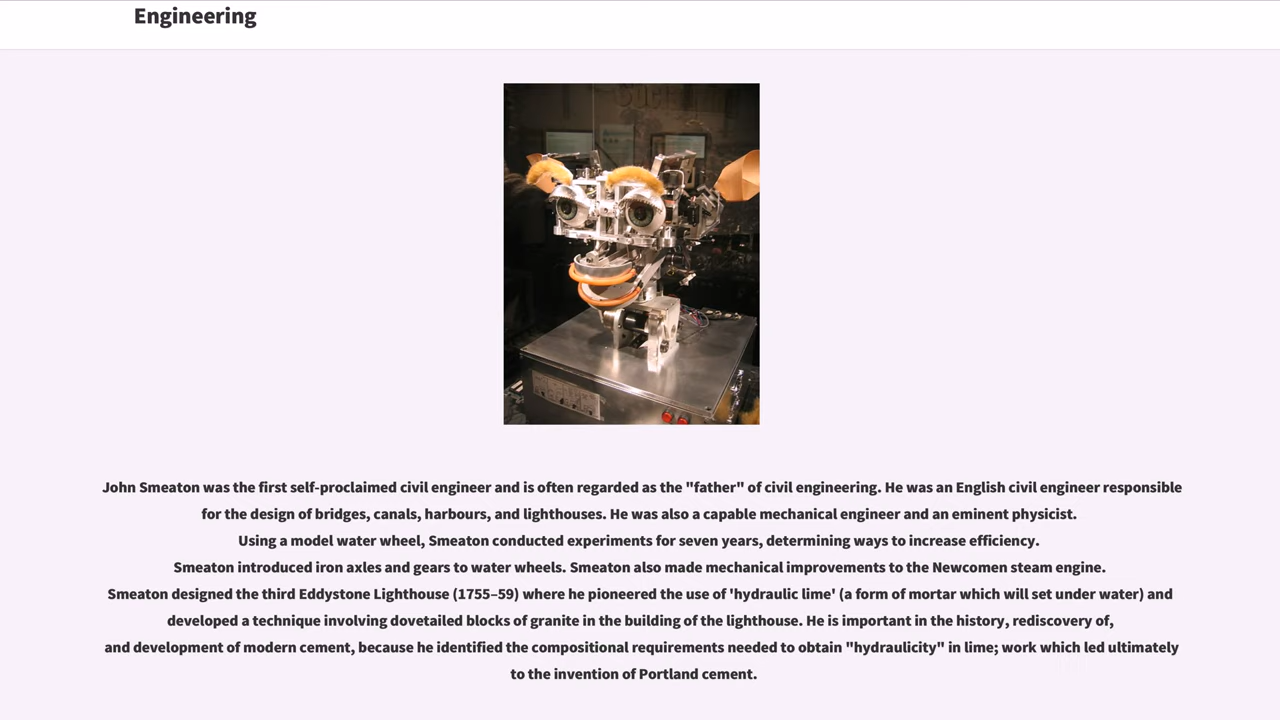 Engineering
John Smeaton was the first self-proclaimed civil engineer and is often regarded as the "father" of civil engineering. He was an English civil engineer responsible
for the design of bridges, canals, harbours, and lighthouses. He was also a capable mechanical engineer and an eminent physicist.
Using a model water wheel, Smeaton conducted experiments for seven years, determining ways to increase efficiency.
Smeaton introduced iron axles and gears to water wheels. Smeaton also made mechanical improvements to the Newcomen steam engine.
Smeaton designed the third Eddystone Lighthouse (1755–59) where he pioneered the use of 'hydraulic lime' (a form of mortar which will set under water) and
developed a technique involving dovetailed blocks of granite in the building of the lighthouse. He is important in the history, rediscovery of,
and development of modern cement, because he identified the compositional requirements needed to obtain "hydraulicity" in lime; work which led ultimately
to the invention of Portland cement.